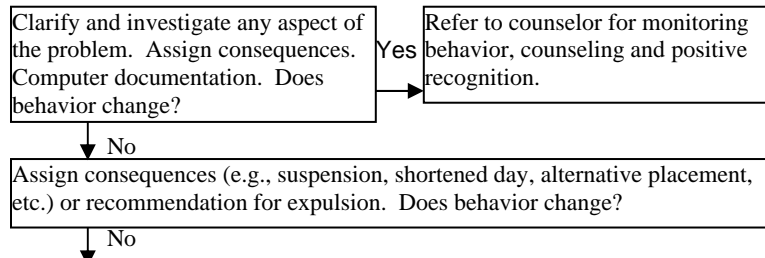 Clarify and investigate any aspect of
the problem.  Assign consequences.
Computer documentation.  Does
behavior change?
Yes
Refer to counselor for monitoring
behavior, counseling and positive
recognition.
No
Assign consequences (e.g., suspension, shortened day, alternative placement,
etc.) or recommendation for expulsion.  Does behavior change?
No